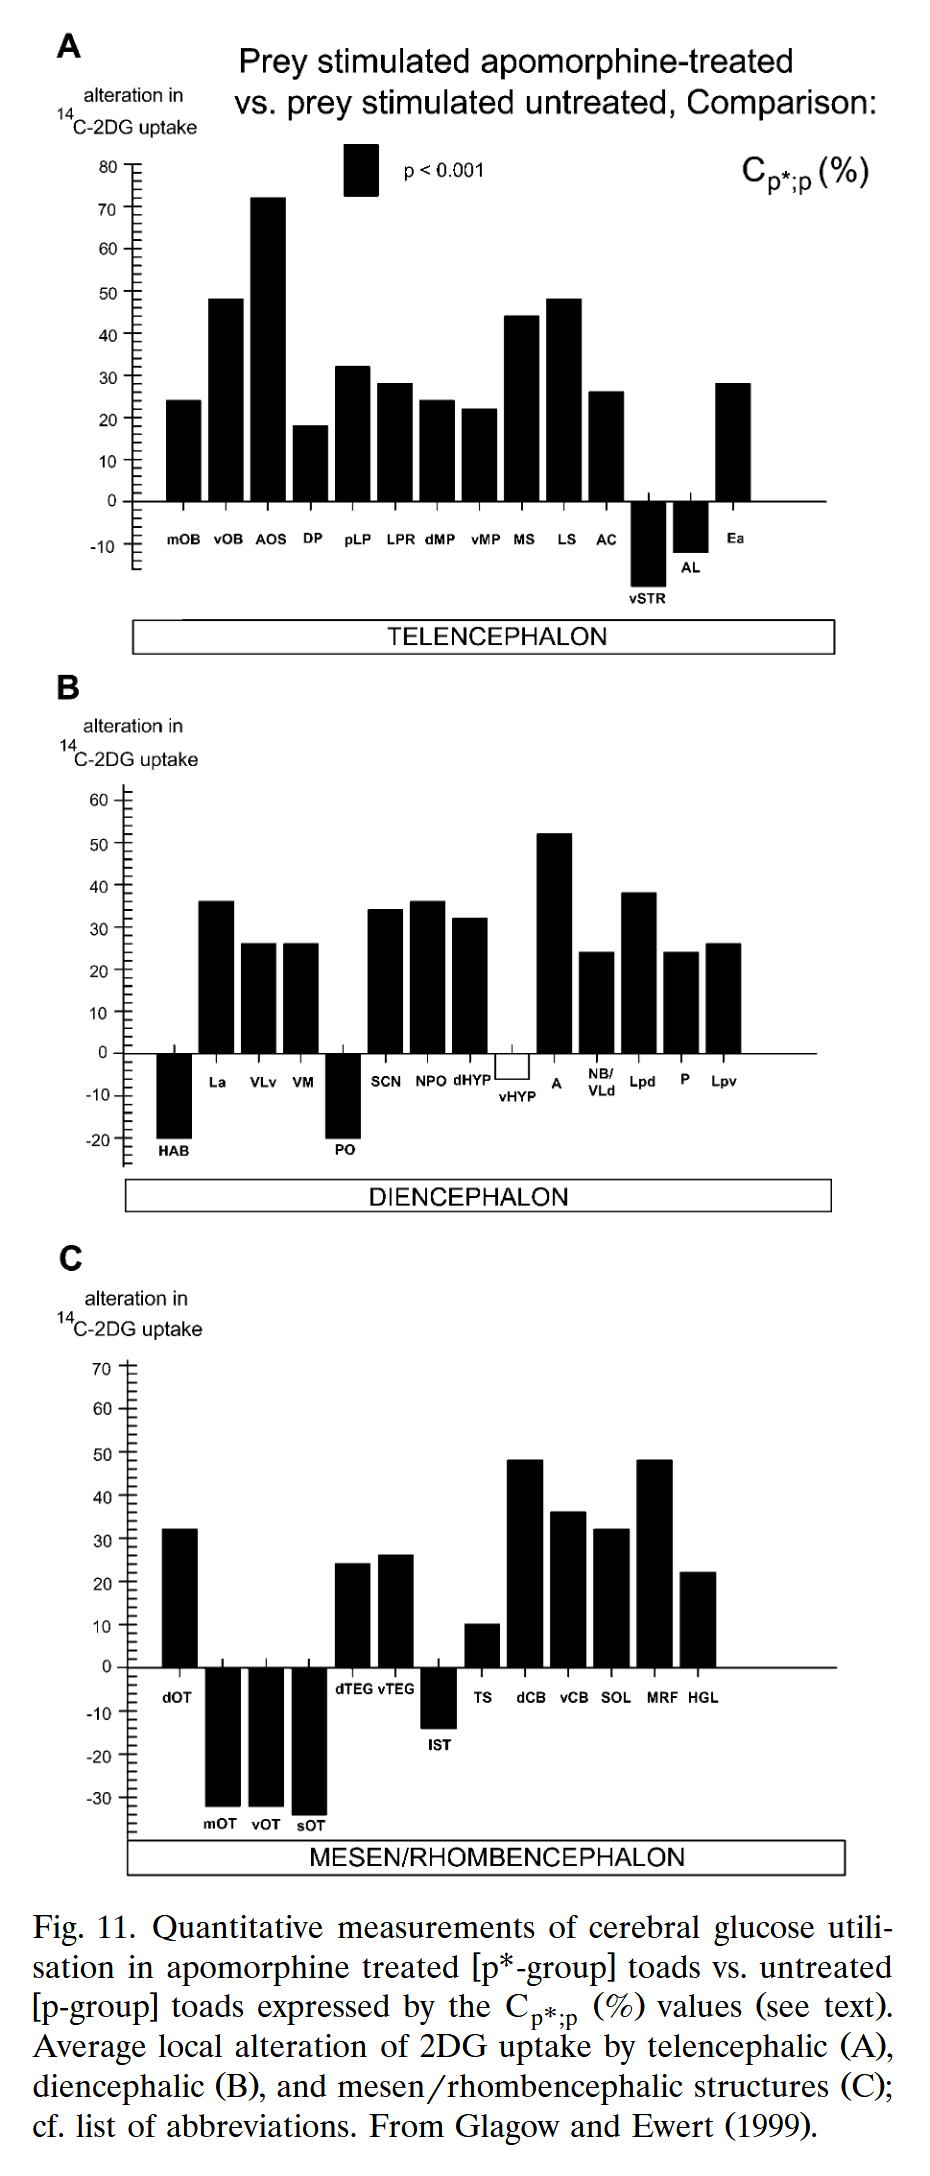 A
Prey stimulated apomorphine-treated
vs. prey stimulated untreated, Comparison:
alteration in
14C-2DG uptake
p < 0.001
Cp*;p (%)
80
70
60
50
40
30
20
10
0
-10
mOB vOB AOS DP pLP LPR dMP vMP MS LS AC vSTR AL Ea
TELENCEPHALON
B
alteration in
14C-2DG uptake
60
50
40
30
20
10
0
-10
-20
HAB La VLv VM PO SCN NPO dHYP vHYP A NB/ VLd Lpd P Lpv
DIENCEPHALON
C
alteration in
14C-2DG uptake
70
60
50
40
30
20
10
0
-10
-20
-30
dOT mOT vOT sOT dTEG vTEG IST TS dCB vCB SOL MRF HGL
MESEN/RHOMBENCEPHALON
Fig. 11. Quantitative measurements of cerebral glucose utili-
sation in apomorphine treated [p*-group] toads vs. untreated
[p-group] toads expressed by the Cp*;p (%) values (see text).
Average local alteration of 2DG uptake by telencephalic (A),
diencephalic (B), and mesen/rhombencephalic structures (C);
cf. list of abbreviations. From Glagow and Ewert (1999).